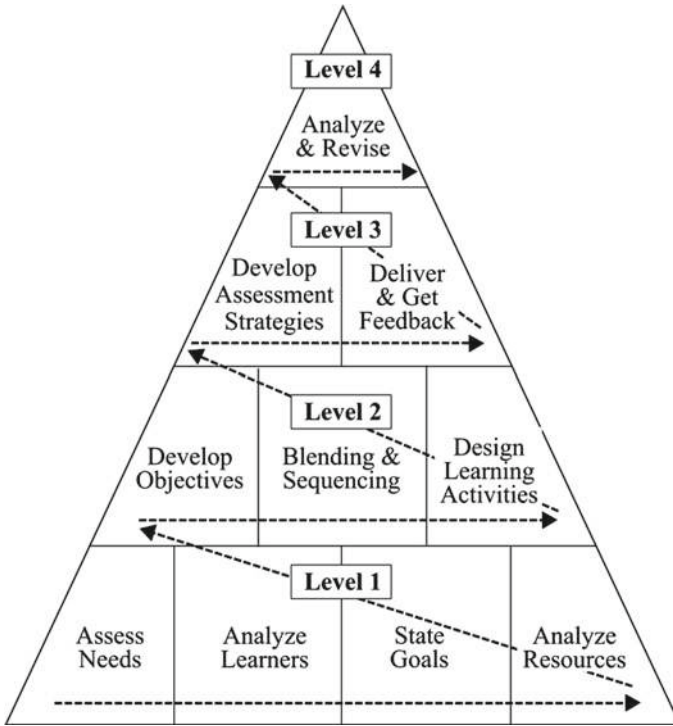 Level 4
Analyze
& Revise
Level 3
Develop
Assessment
Strategies
Deliver
& Get
Feedback
Level 2
Develop
Objectives
Blending &
Sequencing
Design
Learning
Activities
Level 1
Assess
Needs
Analyze
Learners
State
Goals
Analyze
Resources